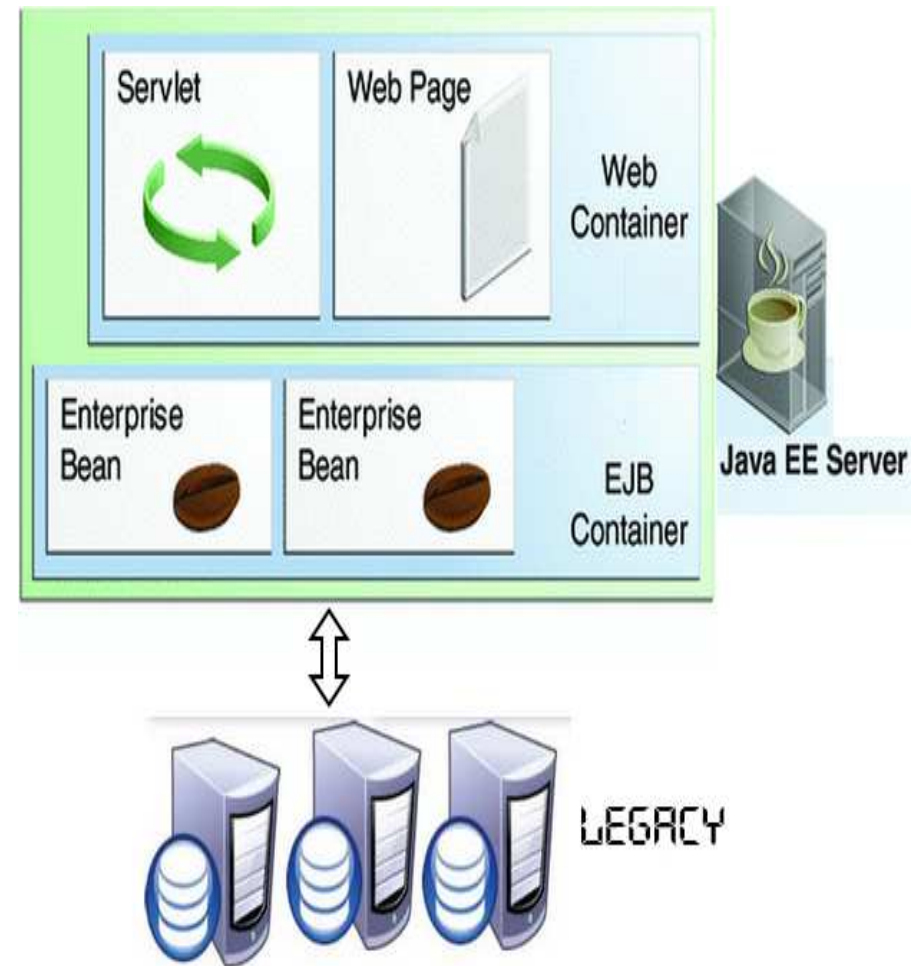 Servlet
Web Page
Web
Container
Enterprise
Bean
Enterprise
Bean
EJB
Container
Java EE Server
LEGACY